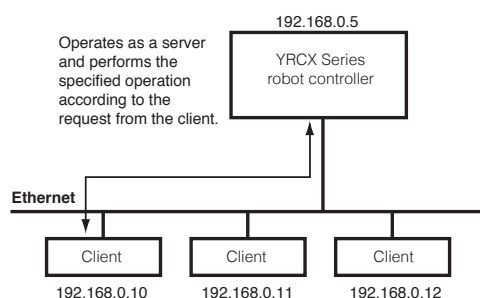 192.168.0.5
Operates as a server
and performs the
specified operation
according to the
request from the client.
YRCX Series
robot controller
Ethernet
Client
Client
Client
192.168.0.10
192.168.0.11
192.168.0.12